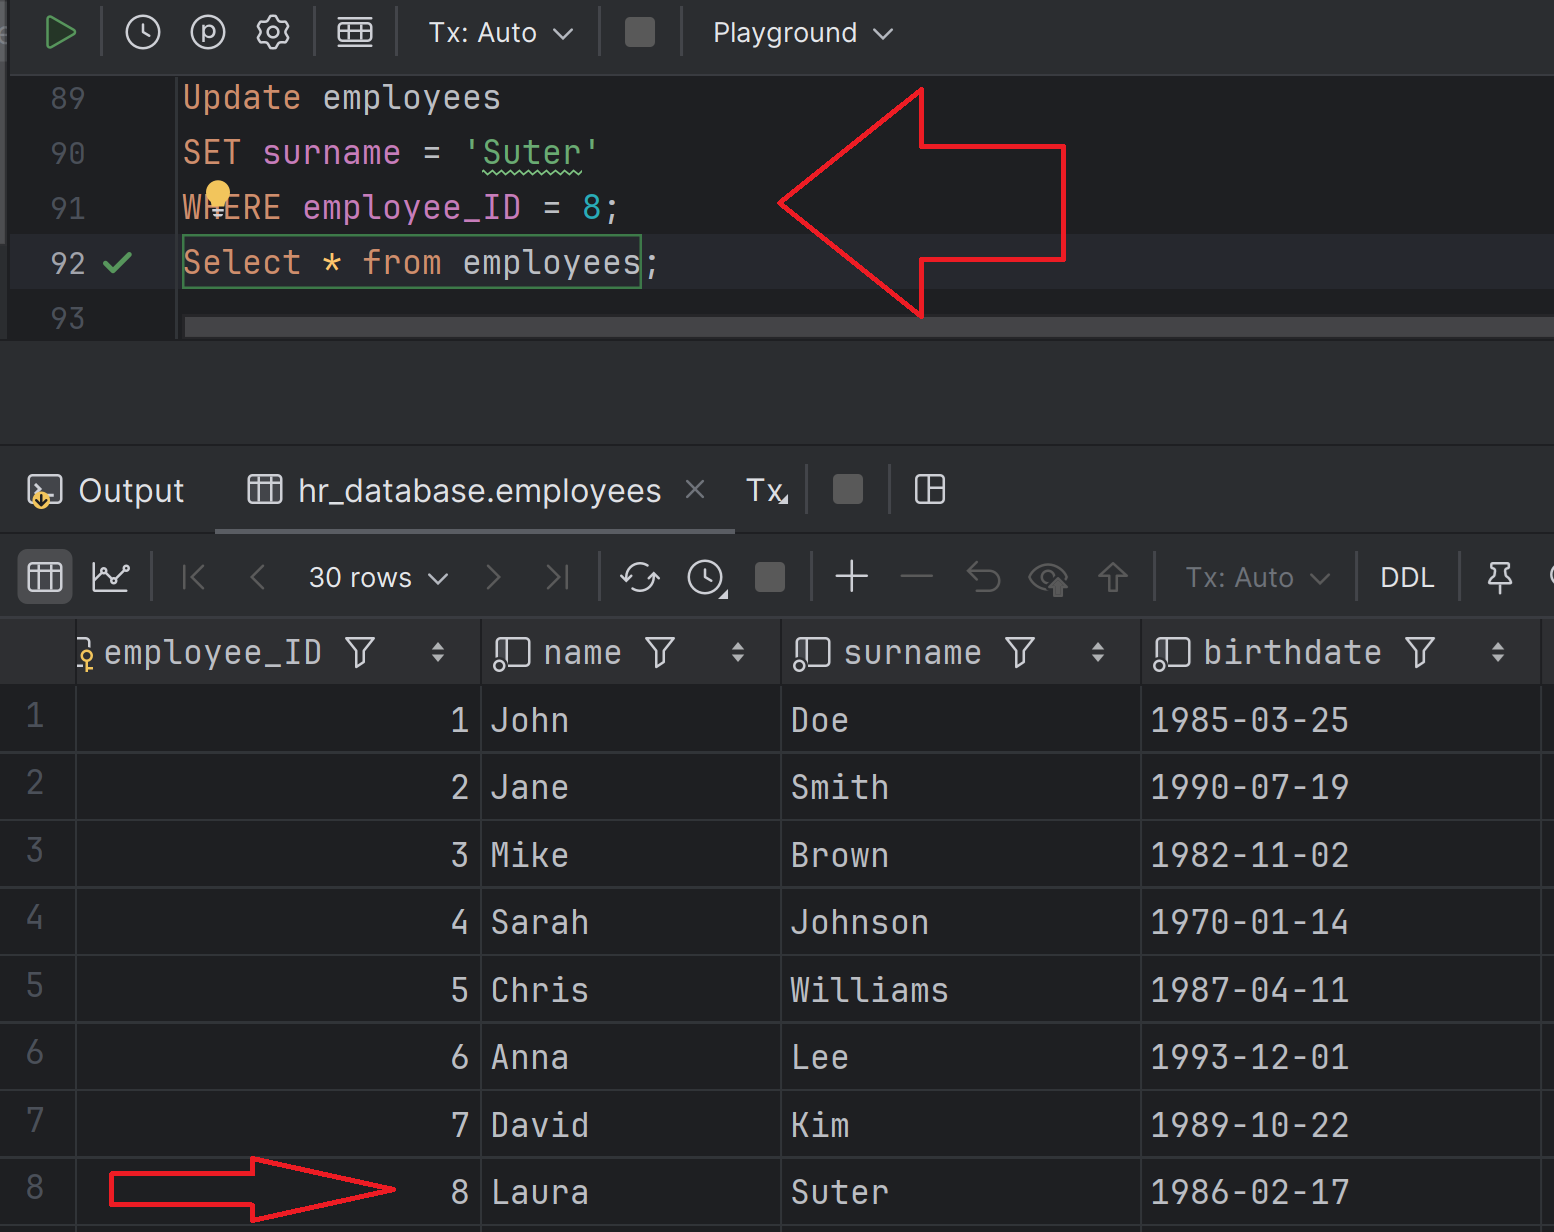 Tx: Auto Playground
89 Update employees
90 SET surname = 'Suter'
91 WHERE employee_ID = 8;
92 Select * from employees;
93
Output hr_database.employees Tx
30 rows Tx: Auto DDL
employee_ID name surname birthdate
1 1 John Doe 1985-03-25
2 2 Jane Smith 1990-07-19
3 3 Mike Brown 1982-11-02
4 4 Sarah Johnson 1970-01-14
5 5 Chris Williams 1987-04-11
6 6 Anna Lee 1993-12-01
7 7 David Kim 1989-10-22
8 8 Laura Suter 1986-02-17